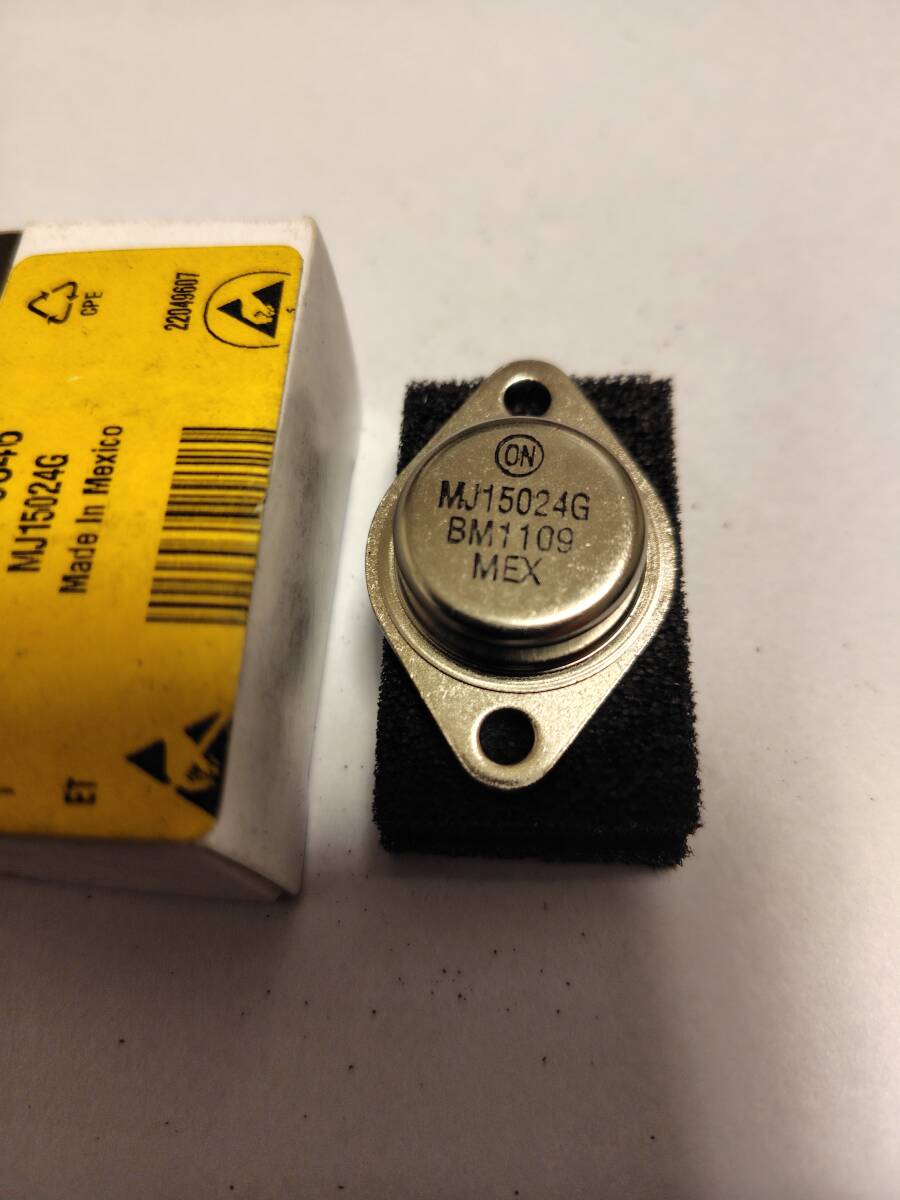 CPE
22049607
MJ15024G
Made In Mexico
ET
ON
MJ15024G
BM1109
MEX